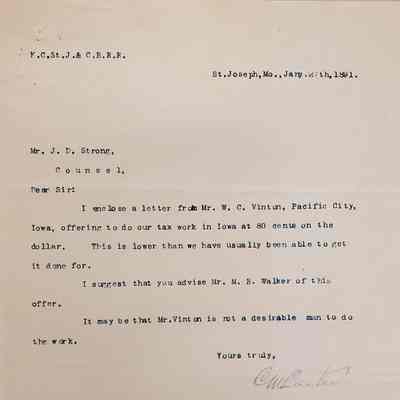 K.C.St.J.& C.B.R.R.
St.Joseph,Mo.,Jany.27th,1891.
Mr. J. D. Strong,
C o u n s e l,
Dear Sir:
I enclose a letter from Mr. W. C. Vinton, Pacific City,
Iowa, offering to do our tax work in Iowa at 80 cents on the
dollar. This is lower than we have usually been able to get
it done for.
I suggest that you advise Mr. M. B. Walker of this
offer.
It may be that Mr.Vinton is not a desirable man to do
the work.
Yours truly,